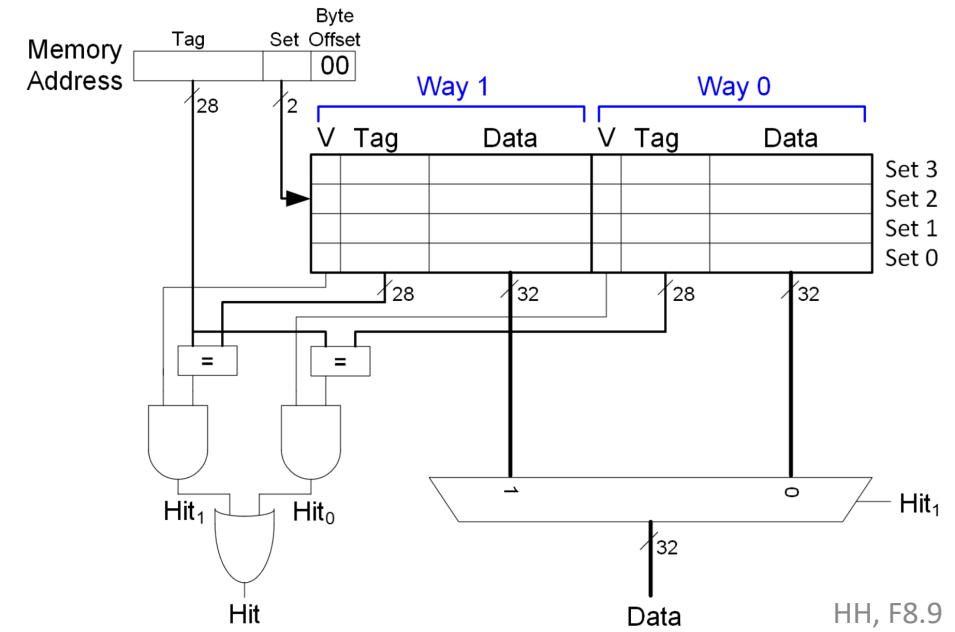 Byte
Tag Set Offset
Memory
Address
00
28 2
Way 1 Way 0
V Tag Data V Tag Data
Set 3
Set 2
Set 1
Set 0
28 32 28 32
= =
1 0
Hit₁ Hit₀ Hit₁
32
Hit Data HH, F8.9